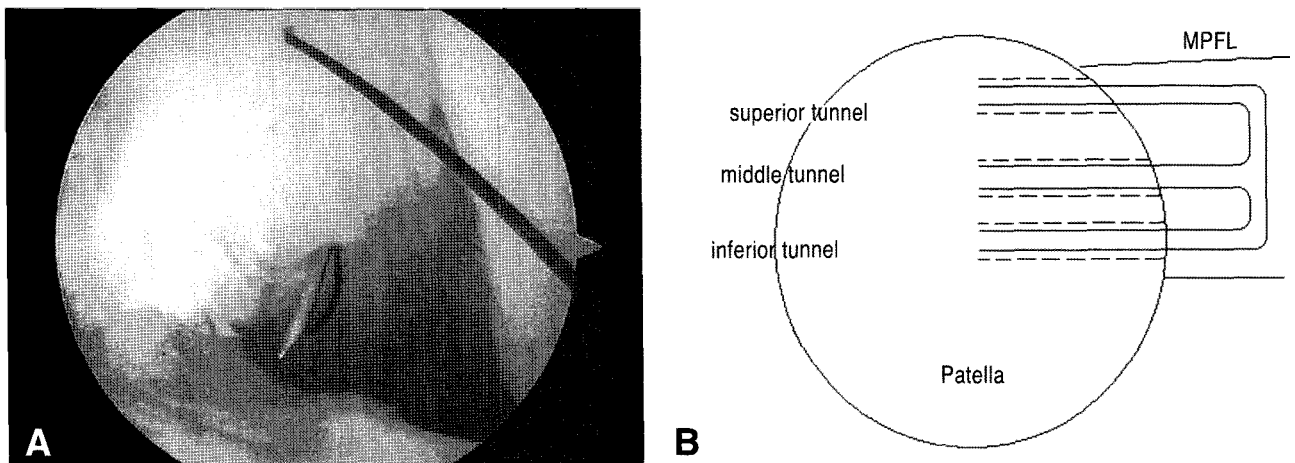 A
MPFL
superior tunnel
middle tunnel
inferior tunnel
Patella
B